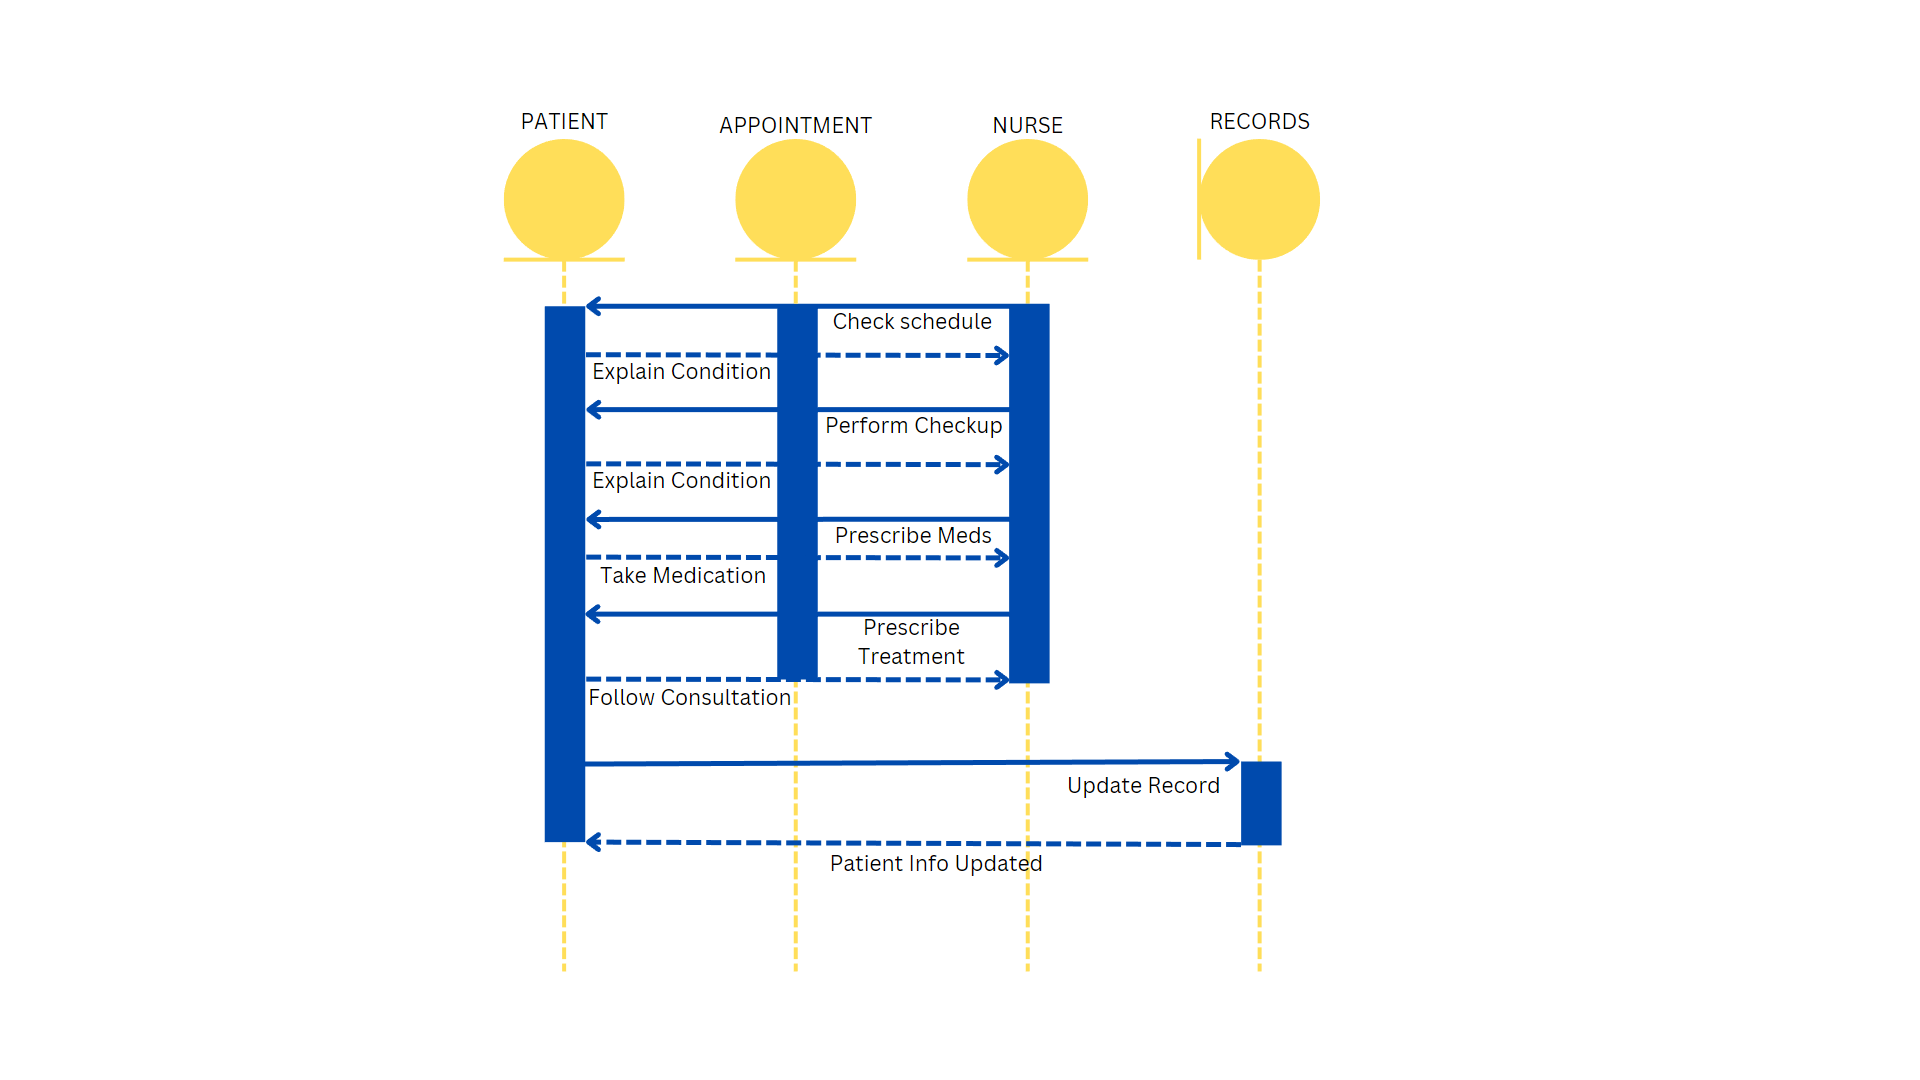 PATIENT
APPOINTMENT
NURSE
RECORDS
Check schedule
Explain Condition
Perform Checkup
Explain Condition
Prescribe Meds
Take Medication
Prescribe
Treatment
Follow Consultation
Update Record
Patient Info Updated